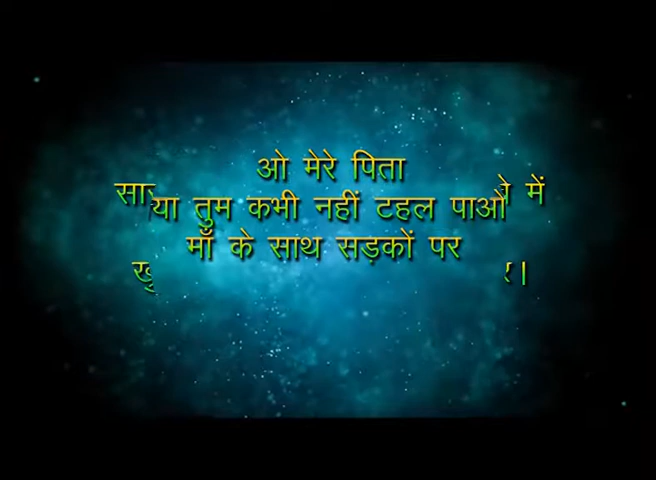 ओ मेरे पिता
या तुम कभी नहीं टहल पाओ
में
माँ के साथ सड़कों पर